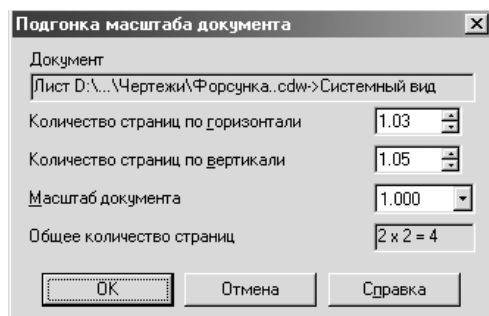 Подгонка масштаба документа
Документ
Лист D:\...\Чертежи\Форсунка..cdw->Системный вид
Количество страниц по горизонтали 1.03
Количество страниц по вертикали 1.05
Масштаб документа 1.000
Общее количество страниц 2 x 2 = 4
OK Отмена Справка